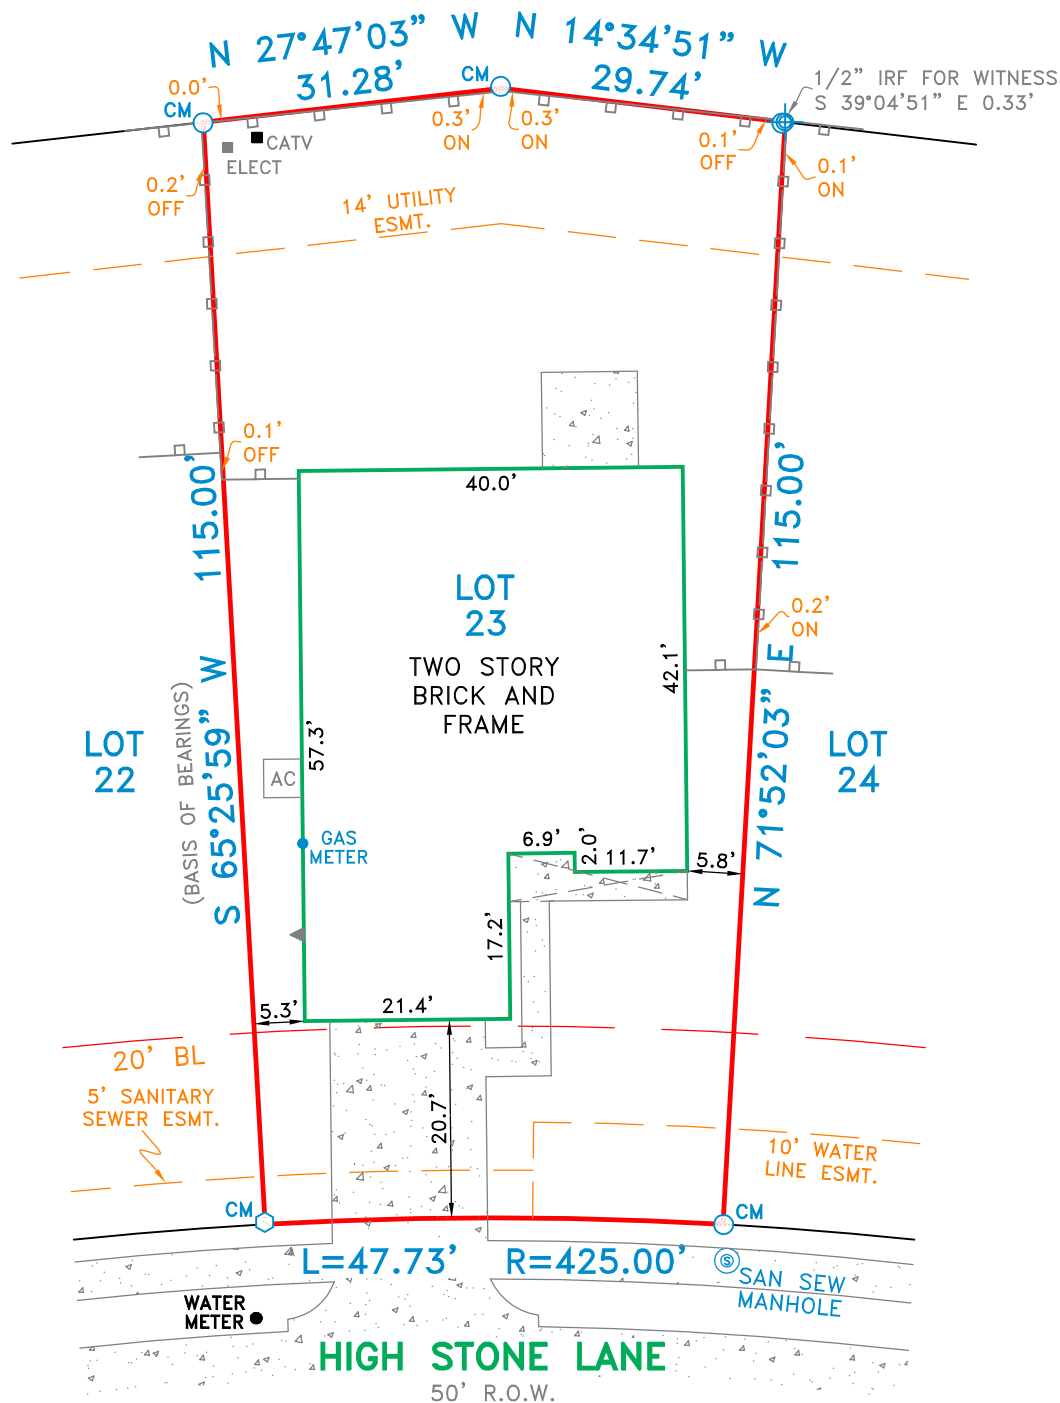 N 27°47'03" W
31.28'
N 14°34'51" W
29.74'
1/2" IRF FOR WITNESS
S 39°04'51" E 0.33'
CM
0.0'
CM
0.3'
ON
0.3'
ON
0.1'
OFF
0.1'
ON
CATV
ELECT
0.2'
OFF
14' UTILITY
ESMT.
0.1'
OFF
40.0'
115.00'
115.00'
LOT
23
TWO STORY
BRICK AND
FRAME
0.2'
ON
42.1'
57.3'
S 65°25'59" W
(BASIS OF BEARINGS)
N 71°52'03" E
LOT
22
LOT
24
AC
GAS
METER
6.9'
2.0'
11.7'
5.8'
17.2'
5.3'
21.4'
20' BL
5' SANITARY
SEWER ESMT.
20.7'
10' WATER
LINE ESMT.
CM
CM
L=47.73'
R=425.00'
S
SAN SEW
MANHOLE
WATER
METER
HIGH STONE LANE
50' R.O.W.